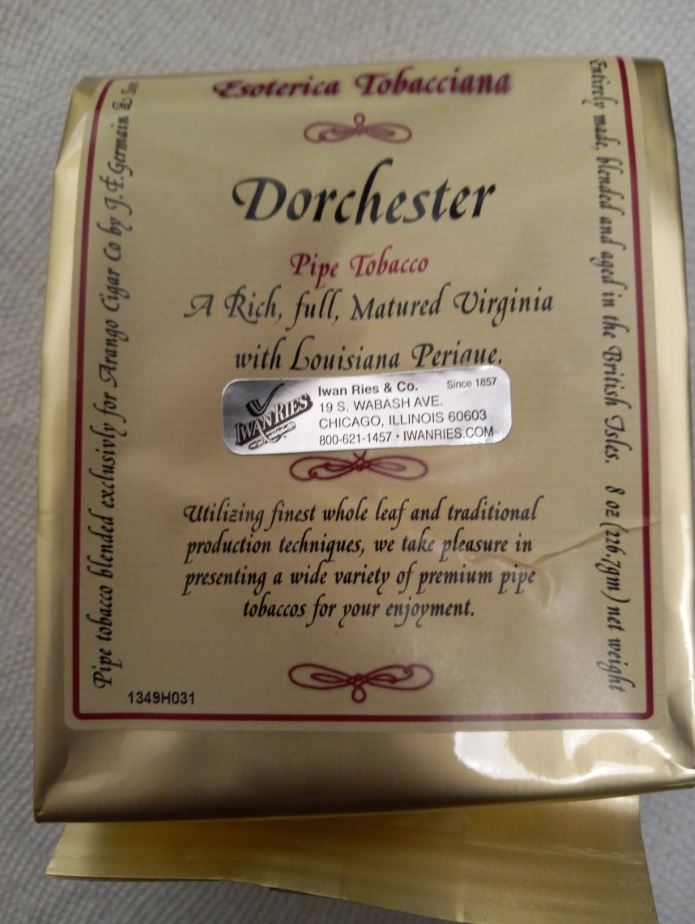 Esoterica Tobacciana
Dorchester
Pipe Tobacco
A Rich, full, Matured Virginia
with Louisiana Perique.
IWAN RIES
Iwan Ries & Co. Since 1857
19 S. WABASH AVE.
CHICAGO, ILLINOIS 60603
800-621-1457 • IWANRIES.COM
Utilizing finest whole leaf and traditional
production techniques, we take pleasure in
presenting a wide variety of premium pipe
tobaccos for your enjoyment.
1349H031
Pipe tobacco blended exclusivly for Arango Cigar Co by J.F.Germain & Son
Entirely made, blended and aged in the British Isles. 8 oz (226.7gm) net weight